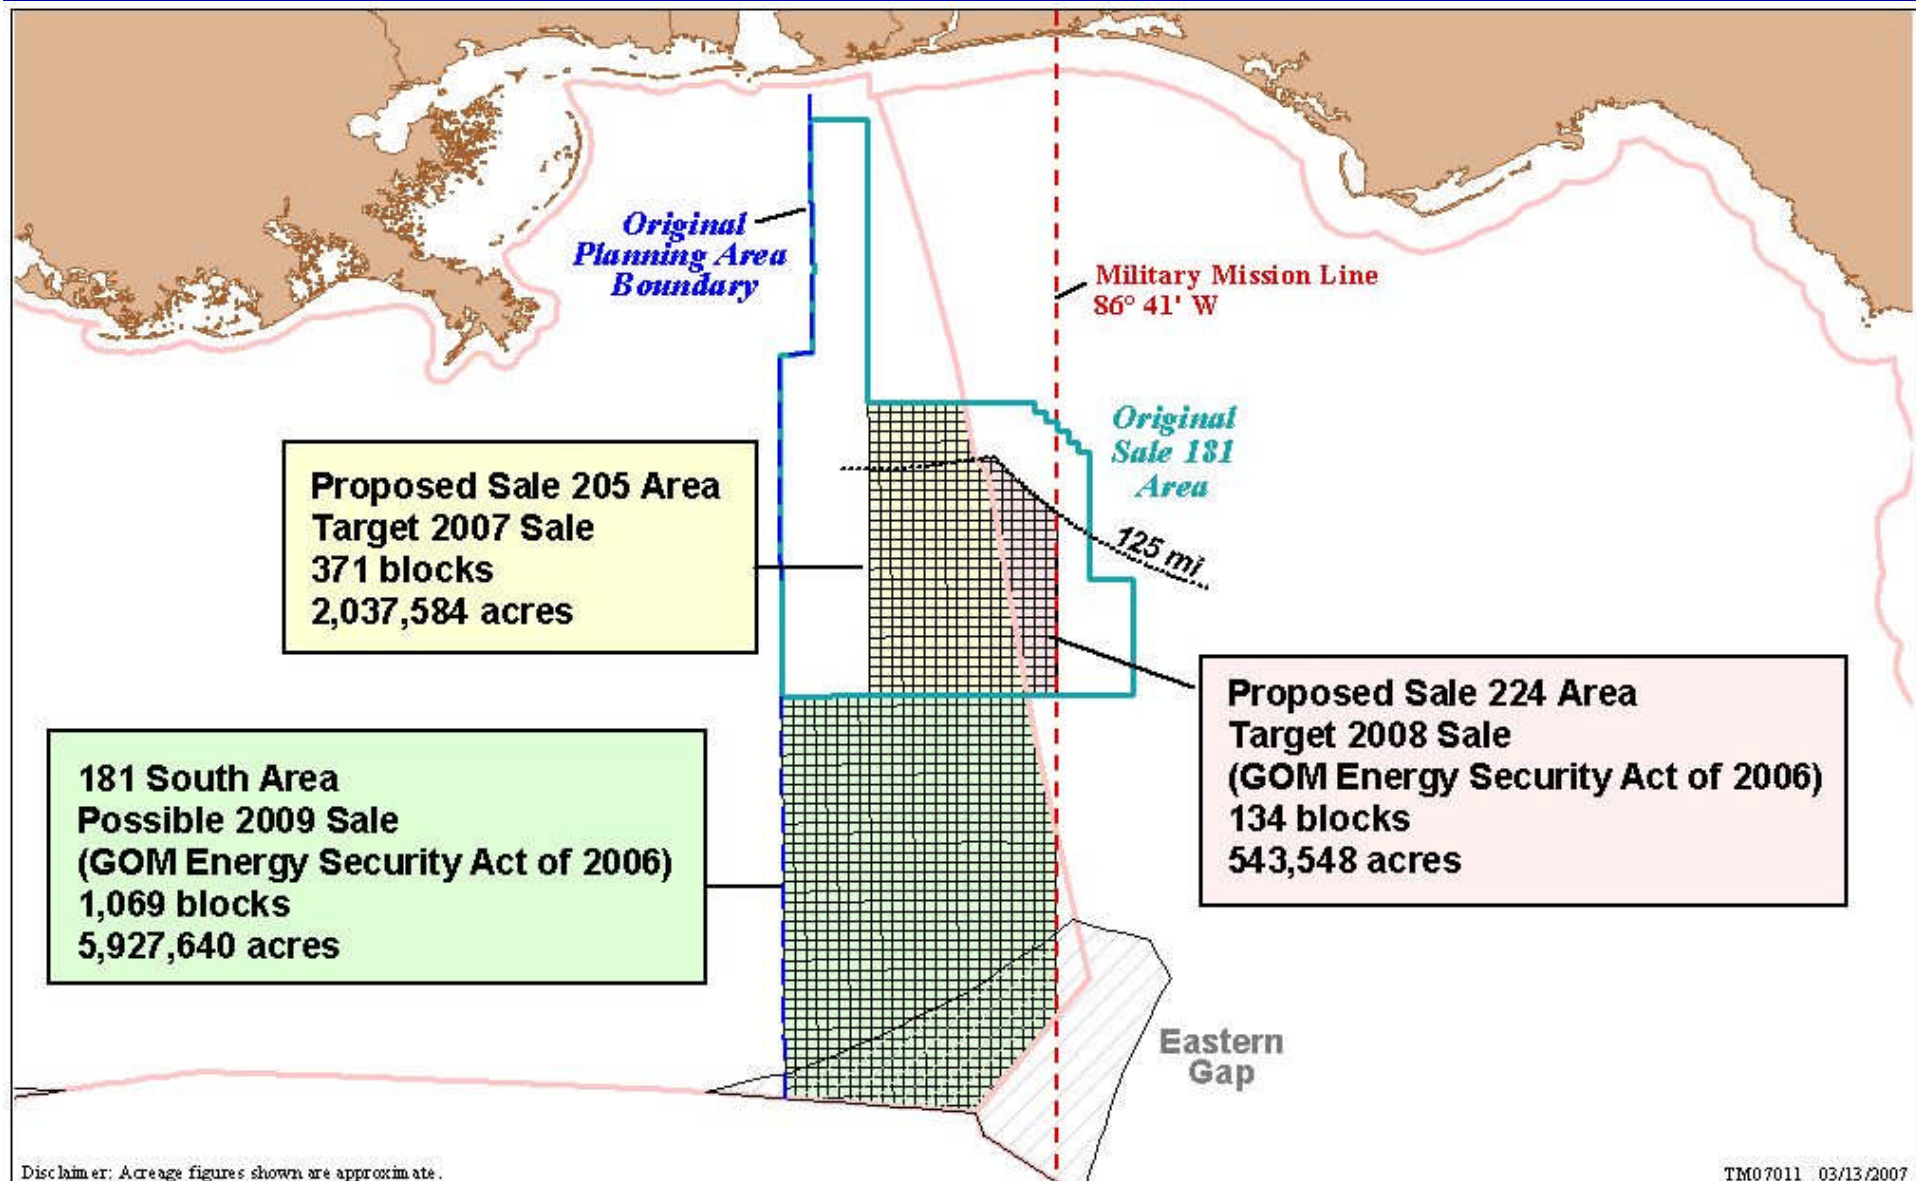 Original
Planning Area
Boundary
Military Mission Line
86° 41' W
Original
Sale 181
Area
125 mi
Proposed Sale 205 Area
Target 2007 Sale
371 blocks
2,037,584 acres
Proposed Sale 224 Area
Target 2008 Sale
(GOM Energy Security Act of 2006)
134 blocks
543,548 acres
181 South Area
Possible 2009 Sale
(GOM Energy Security Act of 2006)
1,069 blocks
5,927,640 acres
Eastern
Gap
Disclaimer: Acreage figures shown are approximate.
TM07011 03/13/2007